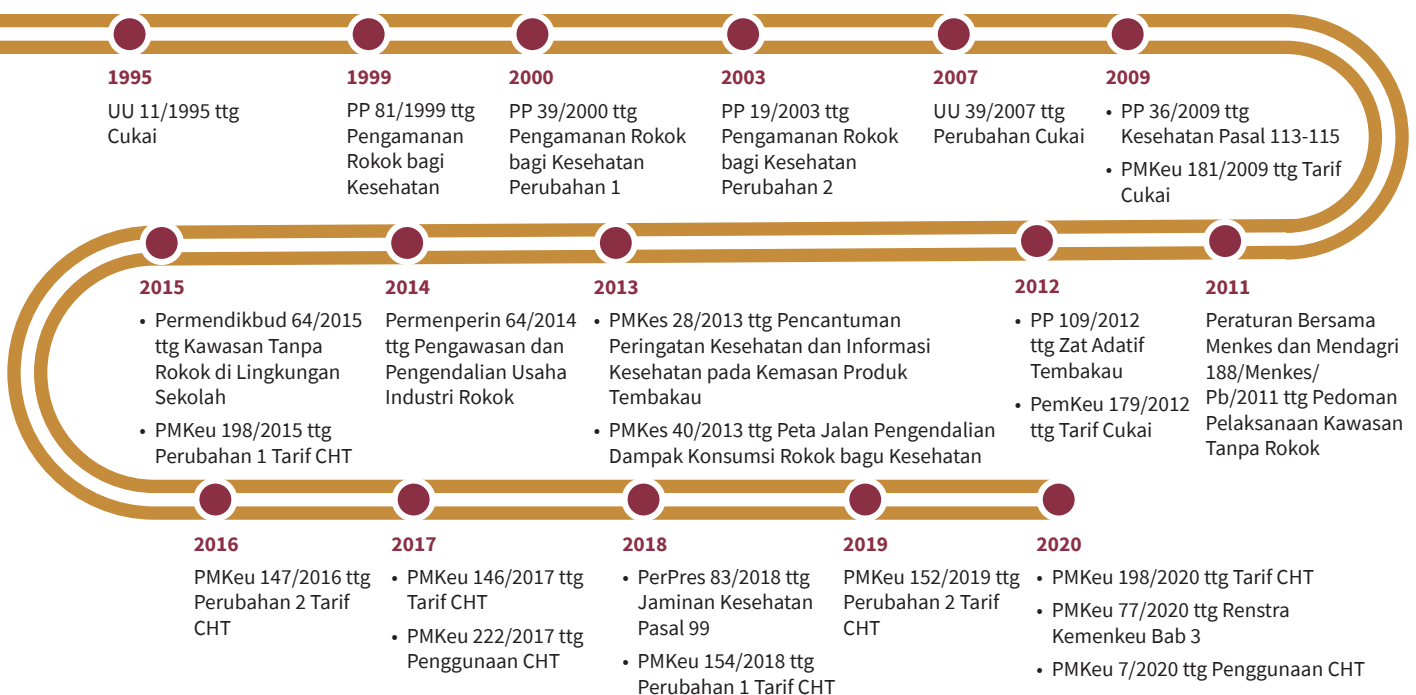 1995
UU 11/1995 ttg
Cukai
1999
PP 81/1999 ttg
Pengamanan
Rokok bagi
Kesehatan
2000
PP 39/2000 ttg
Pengamanan Rokok
bagi Kesehatan
Perubahan 1
2003
PP 19/2003 ttg
Pengamanan Rokok
bagi Kesehatan
Perubahan 2
2007
UU 39/2007 ttg
Perubahan Cukai
2009
• PP 36/2009 ttg
Kesehatan Pasal 113-115
• PMKeu 181/2009 ttg Tarif
Cukai
2015
• Permendikbud 64/2015
ttg Kawasan Tanpa
Rokok di Lingkungan
Sekolah
• PMKeu 198/2015 ttg
Perubahan 1 Tarif CHT
2014
Permenperin 64/2014
ttg Pengawasan dan
Pengendalian Usaha
Industri Rokok
2013
• PMKes 28/2013 ttg Pencantuman
Peringatan Kesehatan dan Informasi
Kesehatan pada Kemasan Produk
Tembakau
• PMKes 40/2013 ttg Peta Jalan Pengendalian
Dampak Konsumsi Rokok bagu Kesehatan
2012
• PP 109/2012
ttg Zat Adatif
Tembakau
• PemKeu 179/2012
ttg Tarif Cukai
2011
Peraturan Bersama
Menkes dan Mendagri
188/Menkes/
Pb/2011 ttg Pedoman
Pelaksanaan Kawasan
Tanpa Rokok
2016
PMKeu 147/2016 ttg
Perubahan 2 Tarif
CHT
2017
• PMKeu 146/2017 ttg
Tarif CHT
• PMKeu 222/2017 ttg
Penggunaan CHT
2018
• PerPres 83/2018 ttg
Jaminan Kesehatan
Pasal 99
• PMKeu 154/2018 ttg
Perubahan 1 Tarif CHT
2019
PMKeu 152/2019 ttg
Perubahan 2 Tarif
CHT
2020
• PMKeu 198/2020 ttg Tarif CHT
• PMKeu 77/2020 ttg Renstra
Kemenkeu Bab 3
• PMKeu 7/2020 ttg Penggunaan CHT